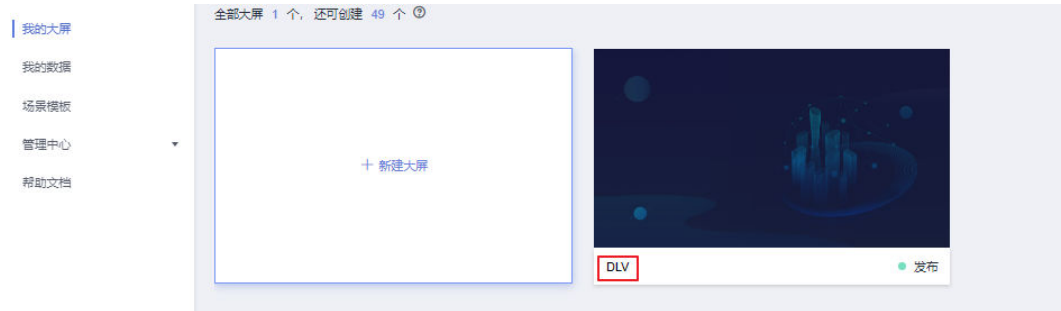 我的大屏
我的数据
场景模板
管理中心
帮助文档
全部大屏 1 个, 还可创建 49 个 ?
+ 新建大屏
DLV
发布